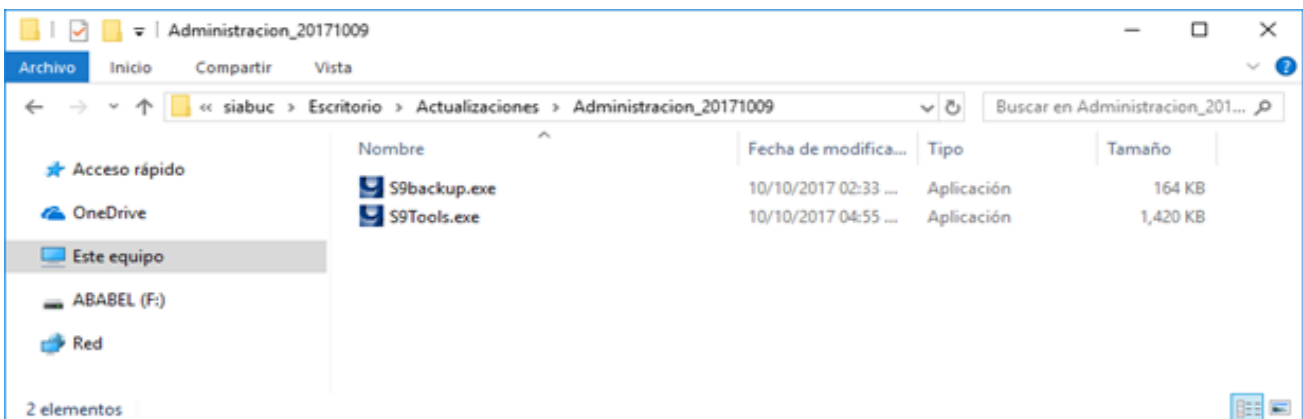 Administracion_20171009
Archivo Inicio Compartir Vista
« siabuc > Escritorio > Actualizaciones > Administracion_20171009 Buscar en Administracion_201...
Nombre Fecha de modifica... Tipo Tamaño
Acceso rápido
S9backup.exe 10/10/2017 02:33 ... Aplicación 164 KB
OneDrive
S9Tools.exe 10/10/2017 04:55 ... Aplicación 1,420 KB
Este equipo
ABABEL (F:)
Red
2 elementos